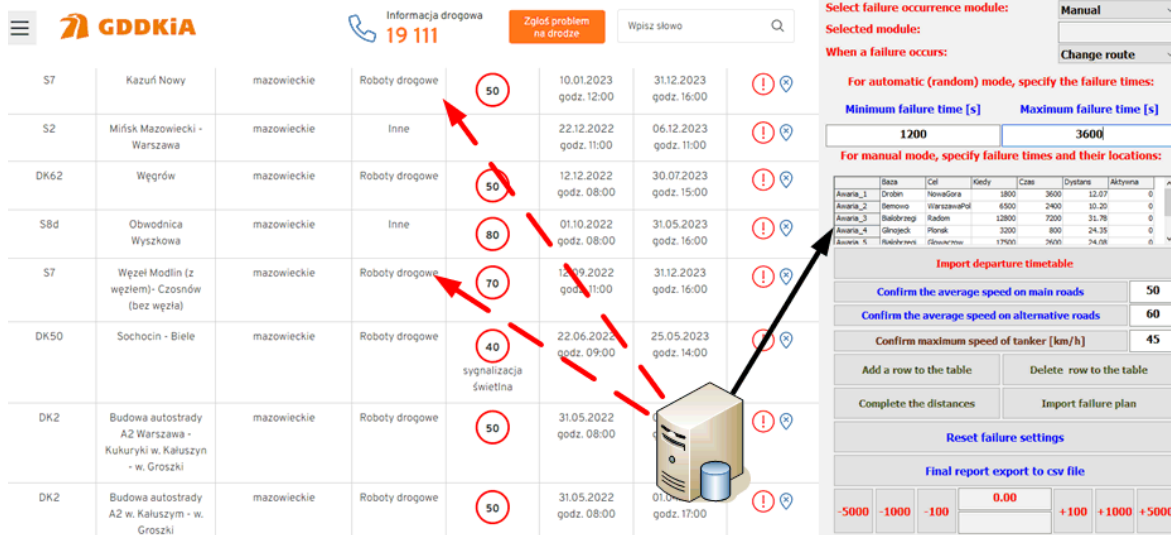 GDDKiA
Informacja drogowa
19 111
Zgłoś problem
na drodze
Wpisz słowo
S7 Kazuń Nowy mazowieckie Roboty drogowe 50 10.01.2023 31.12.2023
godz. 12:00 godz. 16:00
S2 Mińsk Mazowiecki - mazowieckie Inne 22.12.2022 06.12.2023
Warszawa godz. 11:00 godz. 11:00
DK62 Węgrów mazowieckie Roboty drogowe 50 12.12.2022 30.07.2023
godz. 08:00 godz. 15:00
S8d Obwodnica mazowieckie Inne 80 01.10.2022 31.05.2023
Wyszkowa godz. 08:00 godz. 16:00
S7 Węzeł Modlin (z mazowieckie Roboty drogowe 70 12.09.2022 31.12.2023
węzłem)- Czosnów godz. 11:00 godz. 16:00
(bez węzła)
DK50 Sochocin - Biele mazowieckie Roboty drogowe 40 22.06.2022 25.05.2023
godz. 09:00 godz. 14:00
sygnalizacja
świetlna
DK2 Budowa autostrady mazowieckie Roboty drogowe 50 31.05.2022
A2 Warszawa - godz. 08:00
Kukuryki w. Kałuszyn
- w. Groszki
DK2 Budowa autostrady mazowieckie Roboty drogowe 50 31.05.2022
A2 w. Kałuszym - w. godz. 08:00 godz. 17:00
Groszki
Select failure occurrence module: Manual
Selected module:
When a failure occurs: Change route
For automatic (random) mode, specify the failure times:
Minimum failure time [s] Maximum failure time [s]
1200 3600
For manual mode, specify failure times and their locations:
Baza Cel Kiedy Czas Dystans Aktywna
Awaria_1 Drobin NowaGora 1800 3600 12.07 0
Awaria_2 Bemowo WarszawaPol 6500 2400 10.20 0
Awaria_3 Bialobrzegi Radom 12800 7200 31.78 0
Awaria_4 Glinojeck Plonsk 3200 800 24.35 0
Awaria_5 Bialobrzegi Glowaczow 17500 2600 24.08 0
Import departure timetable
Confirm the average speed on main roads 50
Confirm the average speed on alternative roads 60
Confirm maximum speed of tanker [km/h] 45
Add a row to the table Delete row to the table
Complete the distances Import failure plan
Reset failure settings
Final report export to csv file
-5000 -1000 -100 0.00 +100 +1000 +5000